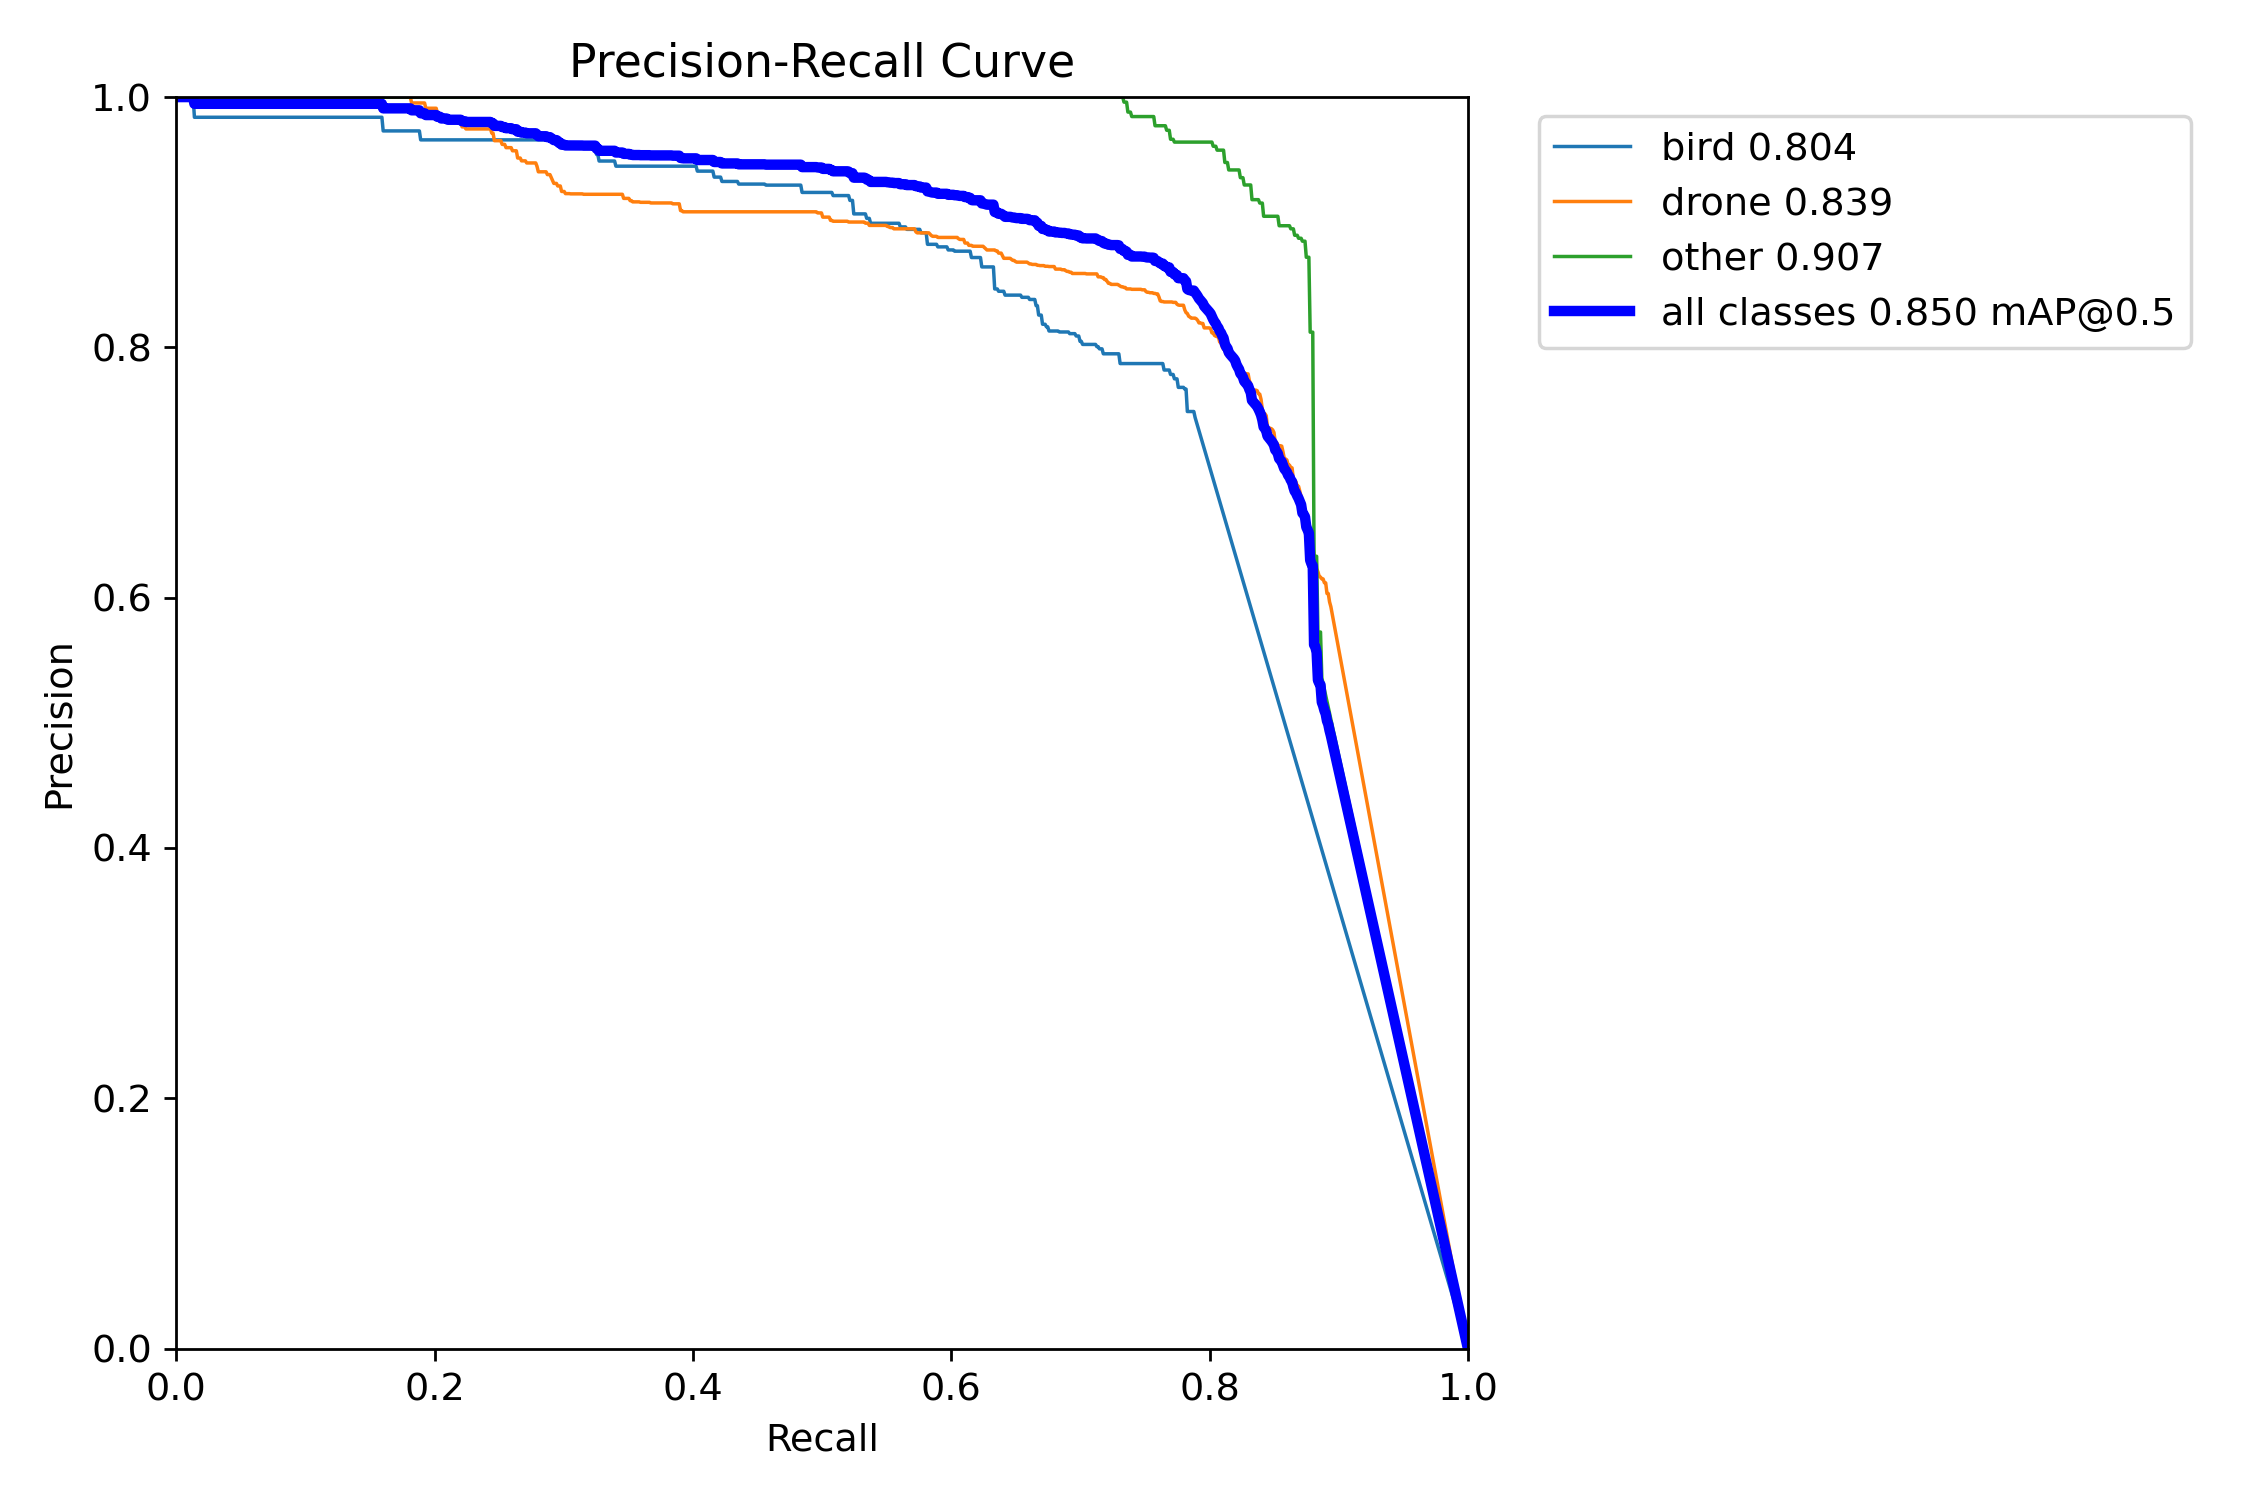 Precision-Recall Curve
1.0
0.8
0.6
0.4
0.2
0.0
Precision
0.0 0.2 0.4 0.6 0.8 1.0
Recall
bird 0.804
drone 0.839
other 0.907
all classes 0.850 mAP@0.5